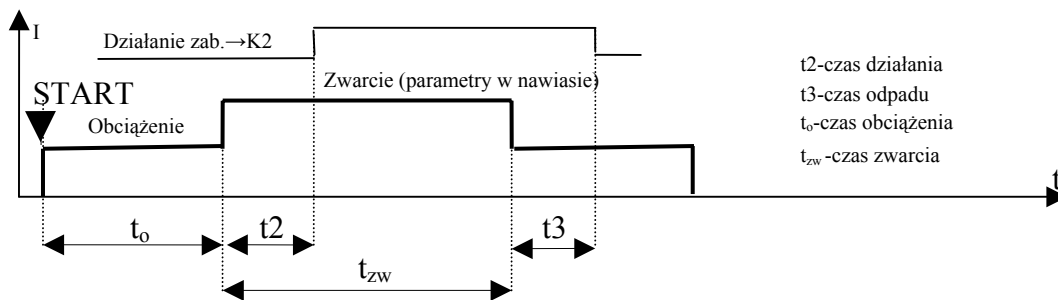 I
Działanie zab.→K2
Zwarcie (parametry w nawiasie)
START
Obciążenie
t2-czas działania
t3-czas odpadu
to-czas obciążenia
tzw-czas zwarcia
t
to
t2
t3
tzw